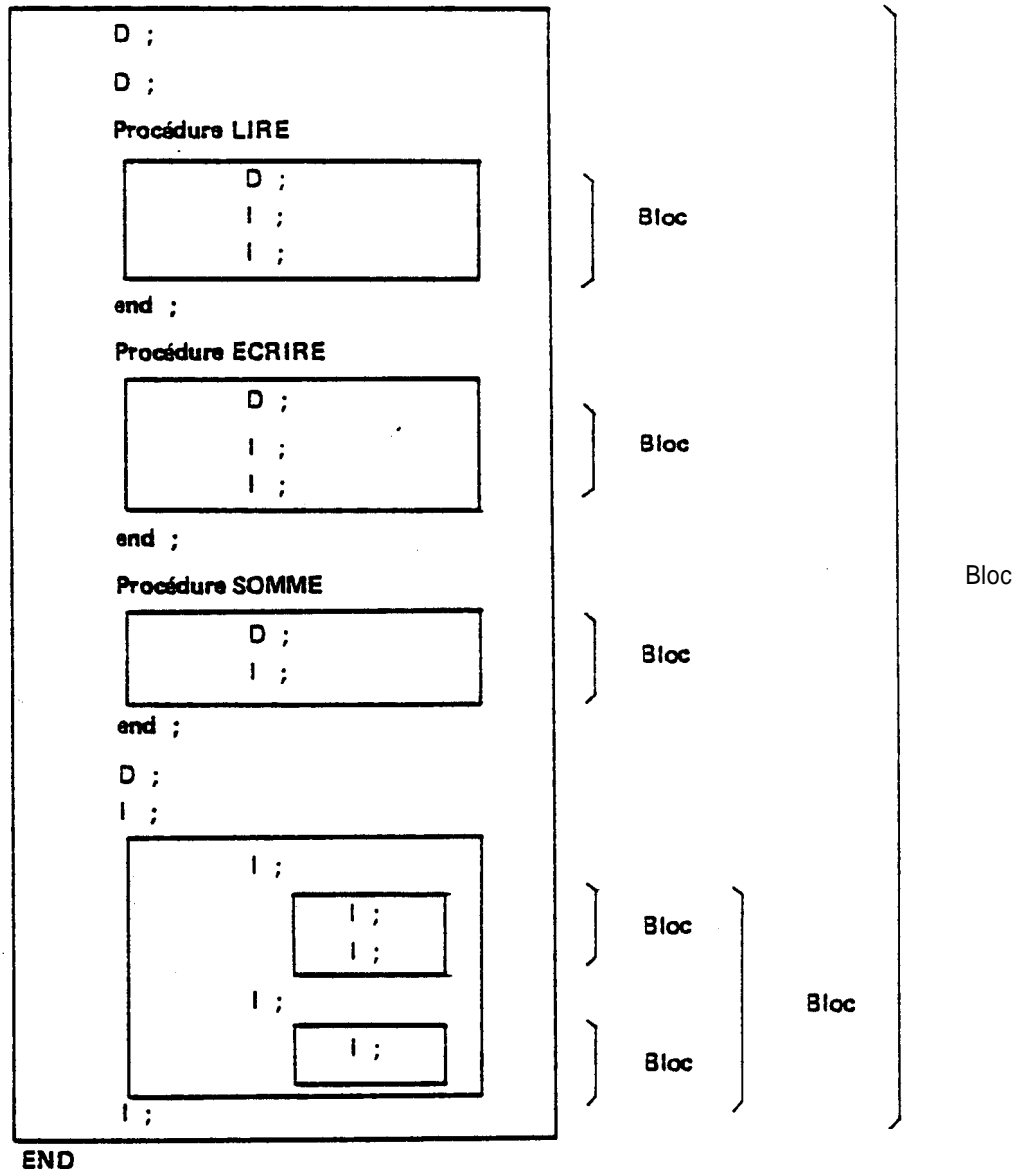 D ;
D ;
Procédure LIRE
D ;
I ;
I ;
Bloc
end ;
Procédure ECRIRE
D ;
I ;
I ;
Bloc
end ;
Procédure SOMME
D ;
I ;
Bloc
end ;
D ;
I ;
I ;
I ;
I ;
Bloc
I ;
I ;
Bloc
Bloc
I ;
Bloc
END